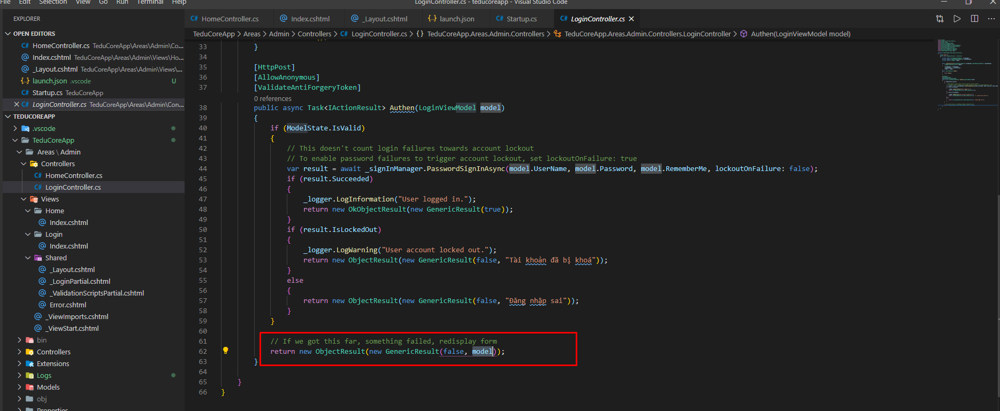 File Edit Selection View Go Run Terminal Help LoginController.cs - teducoreapp - Visual Studio Code
EXPLORER
OPEN EDITORS
C# HomeController.cs TeduCoreApp\Areas\Admin\Co...
@ Index.cshtml TeduCoreApp\Areas\Admin\Views\Ho...
@ _Layout.cshtml TeduCoreApp\Areas\Admin\Views\...
{..} launch.json .vscode U
C# Startup.cs TeduCoreApp
C# LoginController.cs TeduCoreApp\Areas\Admin\Con...
TEDUCOREAPP
.vscode
TeduCoreApp
Areas \ Admin
Controllers
C# HomeController.cs
C# LoginController.cs
Views
Home
@ Index.cshtml
Login
@ Index.cshtml
Shared
@ _Layout.cshtml
@ _LoginPartial.cshtml
@ _ValidationScriptsPartial.cshtml
@ Error.cshtml
@ _ViewImports.cshtml
@ _ViewStart.cshtml
bin
Controllers
Extensions
Logs
Models
obj
Properties
C# HomeController.cs @ Index.cshtml @ _Layout.cshtml {..} launch.json C# Startup.cs C# LoginController.cs
TeduCoreApp > Areas > Admin > Controllers > C# LoginController.cs > {} TeduCoreApp.Areas.Admin.Controllers > TeduCoreApp.Areas.Admin.Controllers.LoginController > Authen(LoginViewModel model)
33 }
34
35 [HttpPost]
36 [AllowAnonymous]
37 [ValidateAntiForgeryToken]
0 references
38 public async Task<IActionResult> Authen(LoginViewModel model)
39 {
40 if (ModelState.IsValid)
41 {
42 // This doesn't count login failures towards account lockout
43 // To enable password failures to trigger account lockout, set lockoutOnFailure: true
44 var result = await _signInManager.PasswordSignInAsync(model.UserName, model.Password, model.RememberMe, lockoutOnFailure: false);
45 if (result.Succeeded)
46 {
47 _logger.LogInformation("User logged in.");
48 return new OkObjectResult(new GenericResult(true));
49 }
50 if (result.IsLockedOut)
51 {
52 _logger.LogWarning("User account locked out.");
53 return new ObjectResult(new GenericResult(false, "Tài khoản đã bị khoá"));
54 }
55 else
56 {
57 return new ObjectResult(new GenericResult(false, "Đăng nhập sai"));
58 }
59 }
60
61 // If we got this far, something failed, redisplay form
62 return new ObjectResult(new GenericResult(false, model));
63 }
64
65 }
66 }